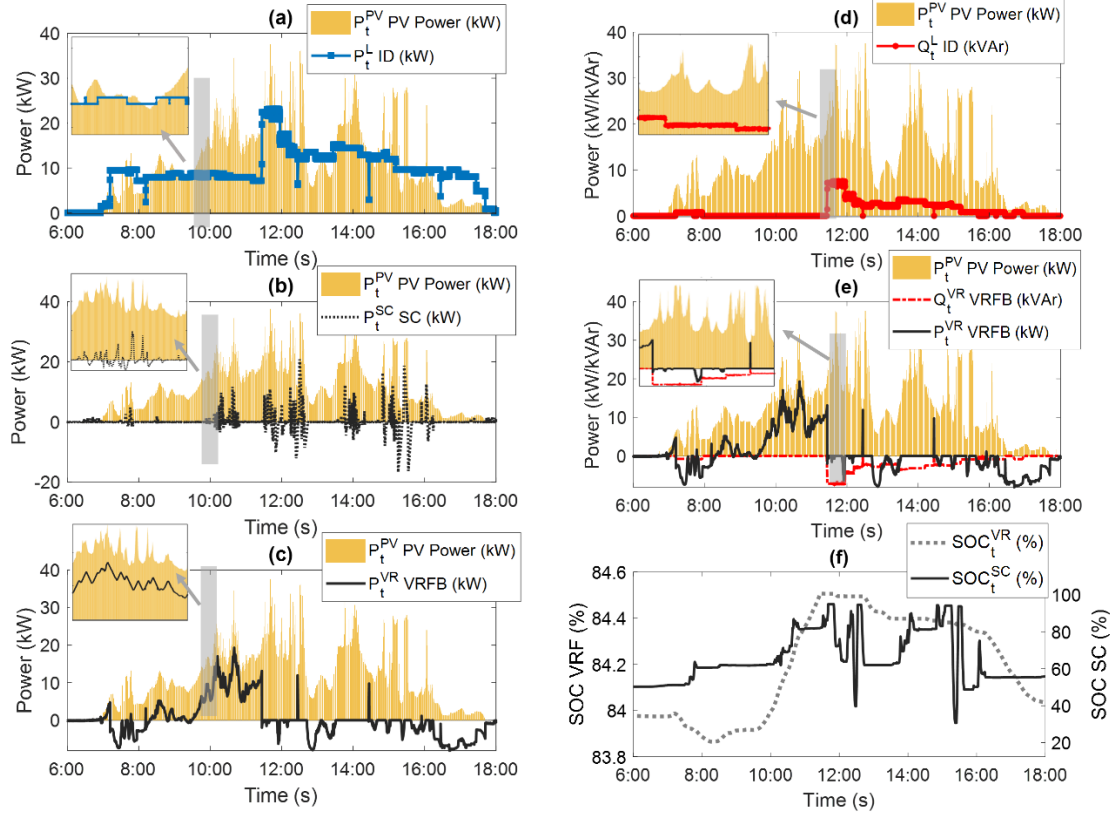 (a)
P_t^PV PV Power (kW)
P_t^L ID (kW)
Power (kW)
40
30
20
10
0
6:00 8:00 10:00 12:00 14:00 16:00 18:00
Time (s)
(b)
P_t^PV PV Power (kW)
P_t^SC SC (kW)
Power (kW)
40
20
0
-20
6:00 8:00 10:00 12:00 14:00 16:00 18:00
Time (s)
(c)
P_t^PV PV Power (kW)
P_t^VR VRFB (kW)
Power (kW)
40
30
20
10
0
6:00 8:00 10:00 12:00 14:00 16:00 18:00
Time (s)
(d)
P_t^PV PV Power (kW)
Q_t^L ID (kVAr)
Power (kW/kVAr)
40
30
20
10
0
6:00 8:00 10:00 12:00 14:00 16:00 18:00
Time (s)
(e)
P_t^PV PV Power (kW)
Q_t^VR VRFB (kVAr)
P_t^VR VRFB (kW)
Power (kW/kVAr)
40
30
20
10
0
6:00 8:00 10:00 12:00 14:00 16:00 18:00
Time (s)
(f)
SOC_t^VR (%)
SOC_t^SC (%)
SOC VRF (%)
84.6
84.4
84.2
84
83.8
SOC SC (%)
100
80
60
40
20
6:00 8:00 10:00 12:00 14:00 16:00 18:00
Time (s)